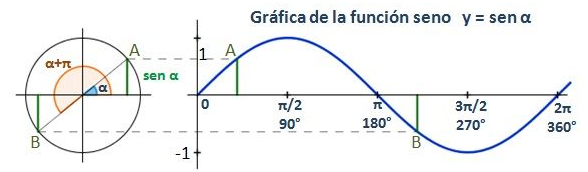 Gráfica de la función seno y = sen α
A
1
A
α+π
sen α
α
0
π/2
π
3π/2
2π
90°
180°
270°
360°
B
B
-1